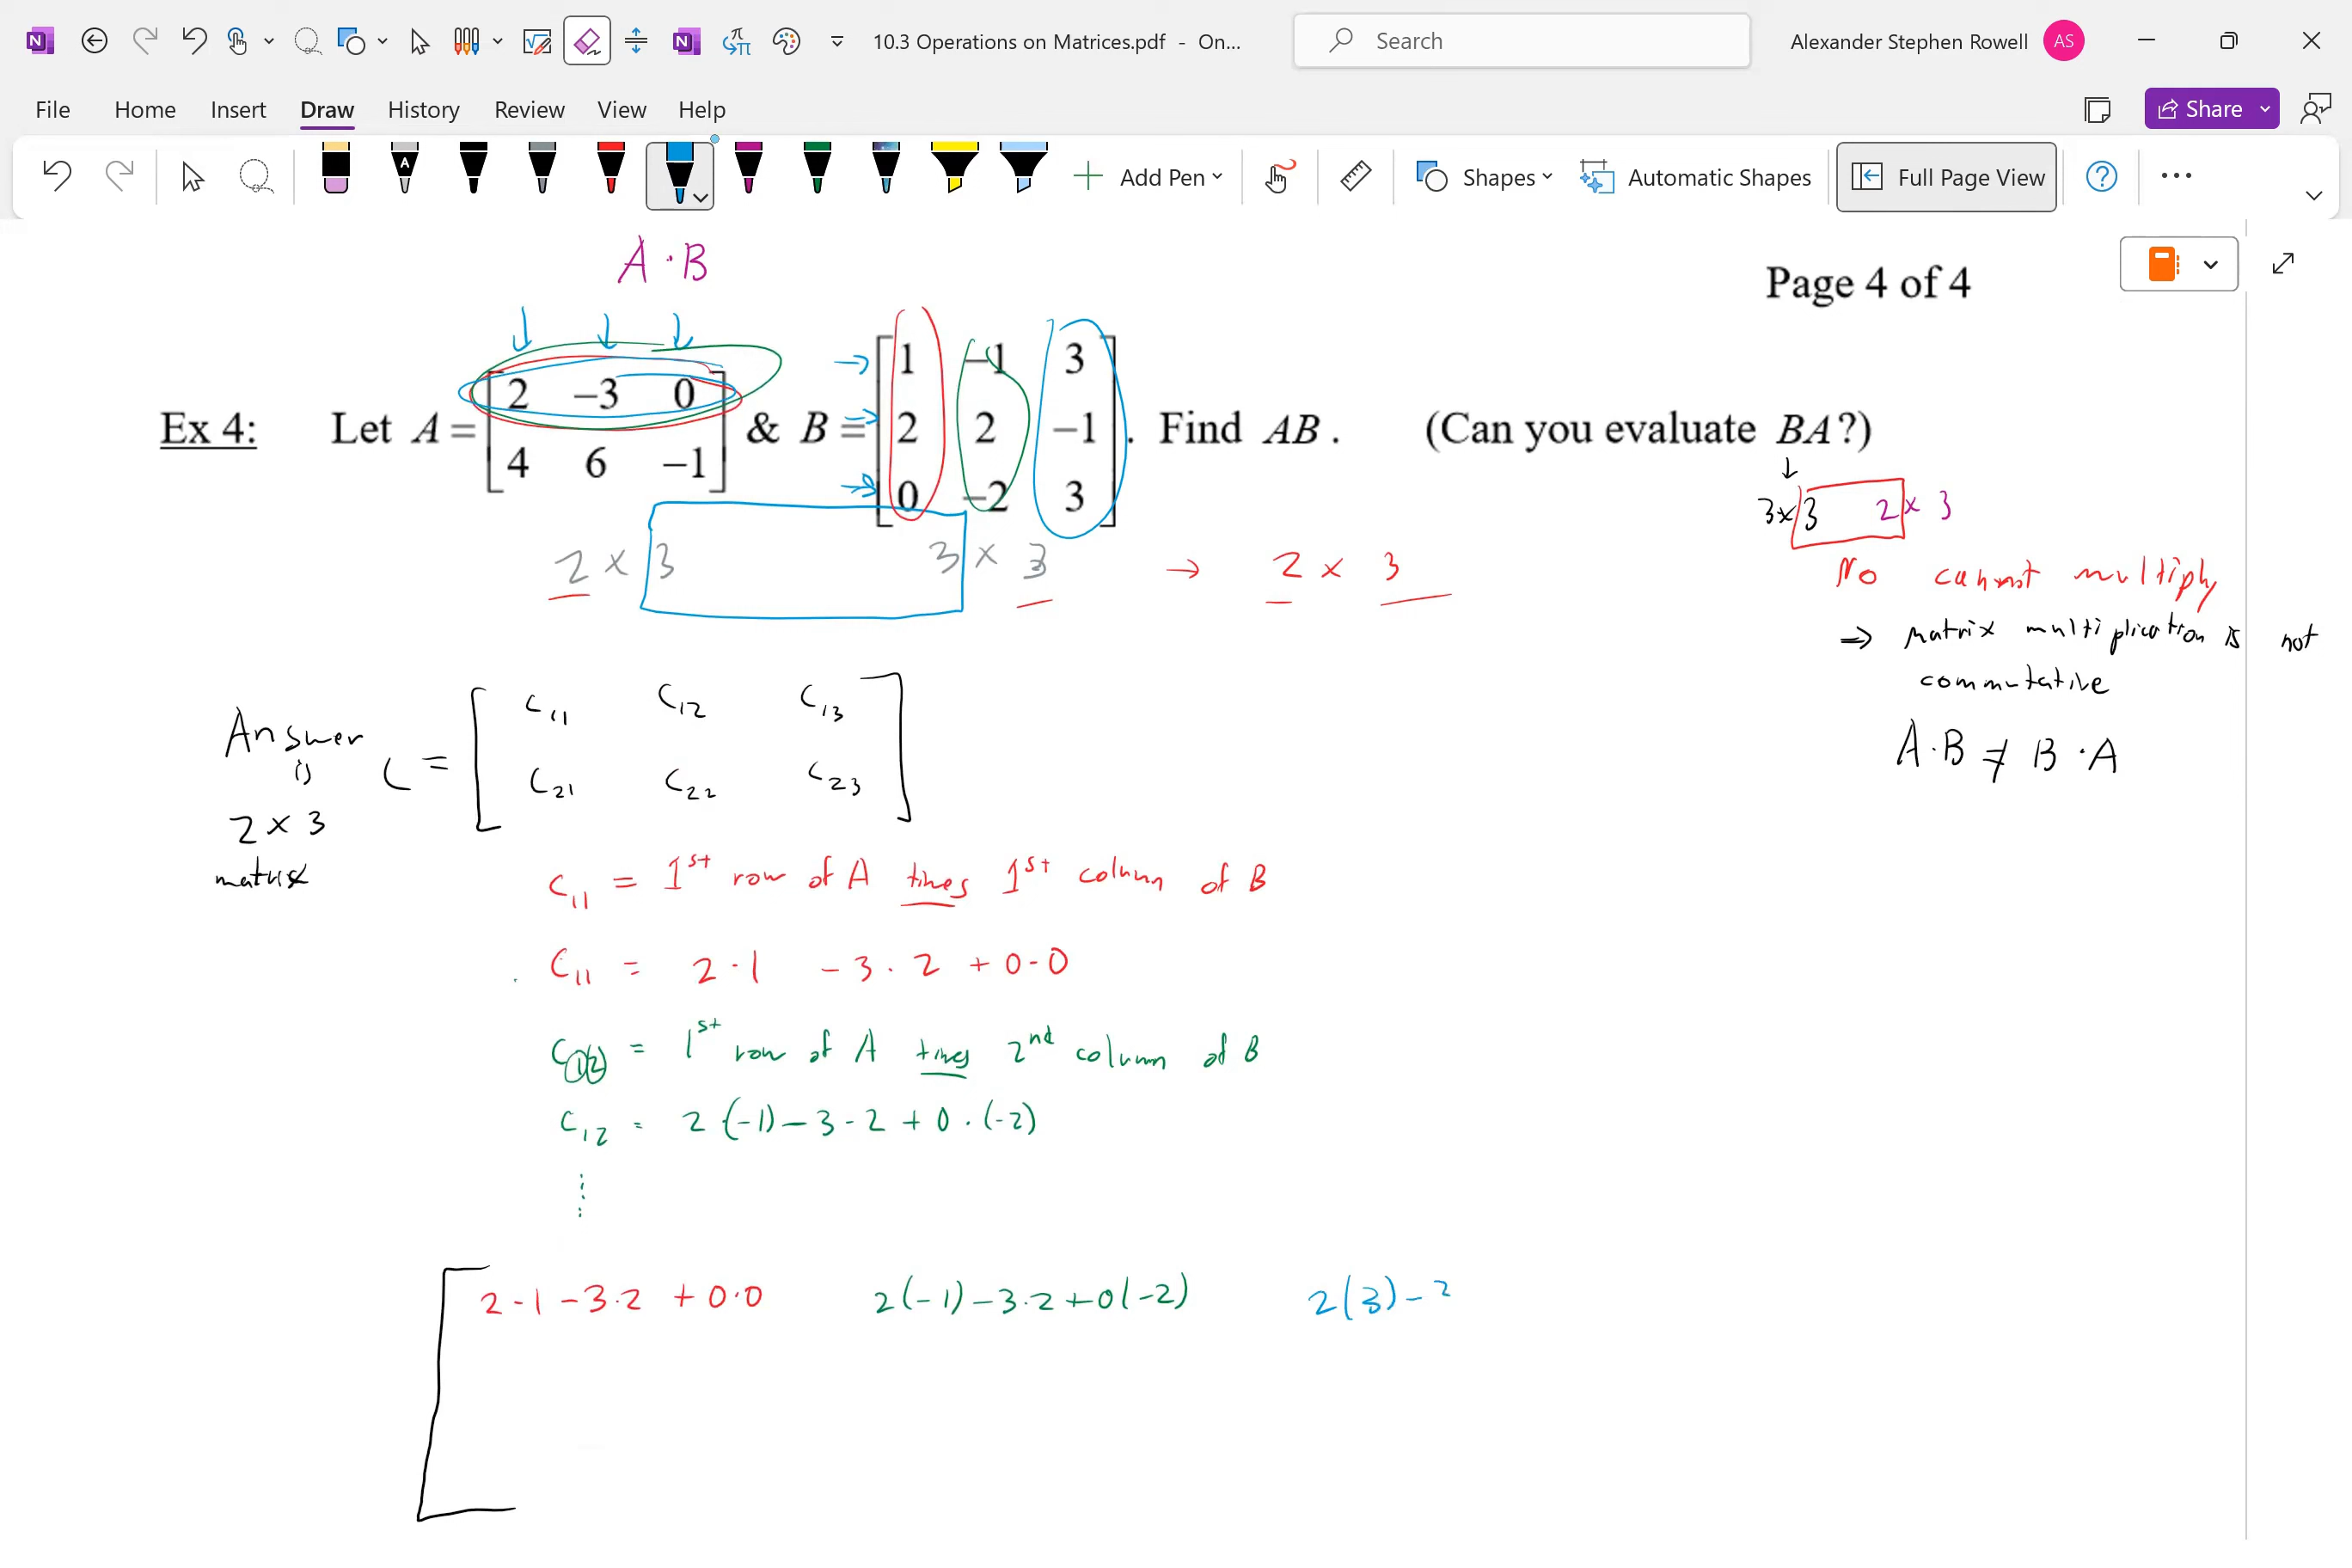 10.3 Operations on Matrices.pdf - On...
Search
Alexander Stephen Rowell
AS
File Home Insert Draw History Review View Help
Share
A
Add Pen
Shapes
Automatic Shapes
Full Page View
A · B
Page 4 of 4
Ex 4: Let A = [2 −3 0; 4 6 −1] & B = [1 −1 3; 2 2 −1; 0 −2 3]. Find AB. (Can you evaluate BA?)
2 × 3 3 × 3 → 2 × 3
3×3 2 × 3
No cannot multiply
⇒ matrix multiplication is not
commutative
A·B ≠ B·A
Answer
is
2 × 3
matrix
C = [C11 C12 C13; C21 C22 C23]
C11 = 1st row of A times 1st column of B
C11 = 2·1 −3·2 +0·0
C12 = 1st row of A times 2nd column of B
C12 = 2(−1)−3·2+0·(−2)
2·1−3·2+0·0 2(−1)−3·2+0(−2) 2(3)−